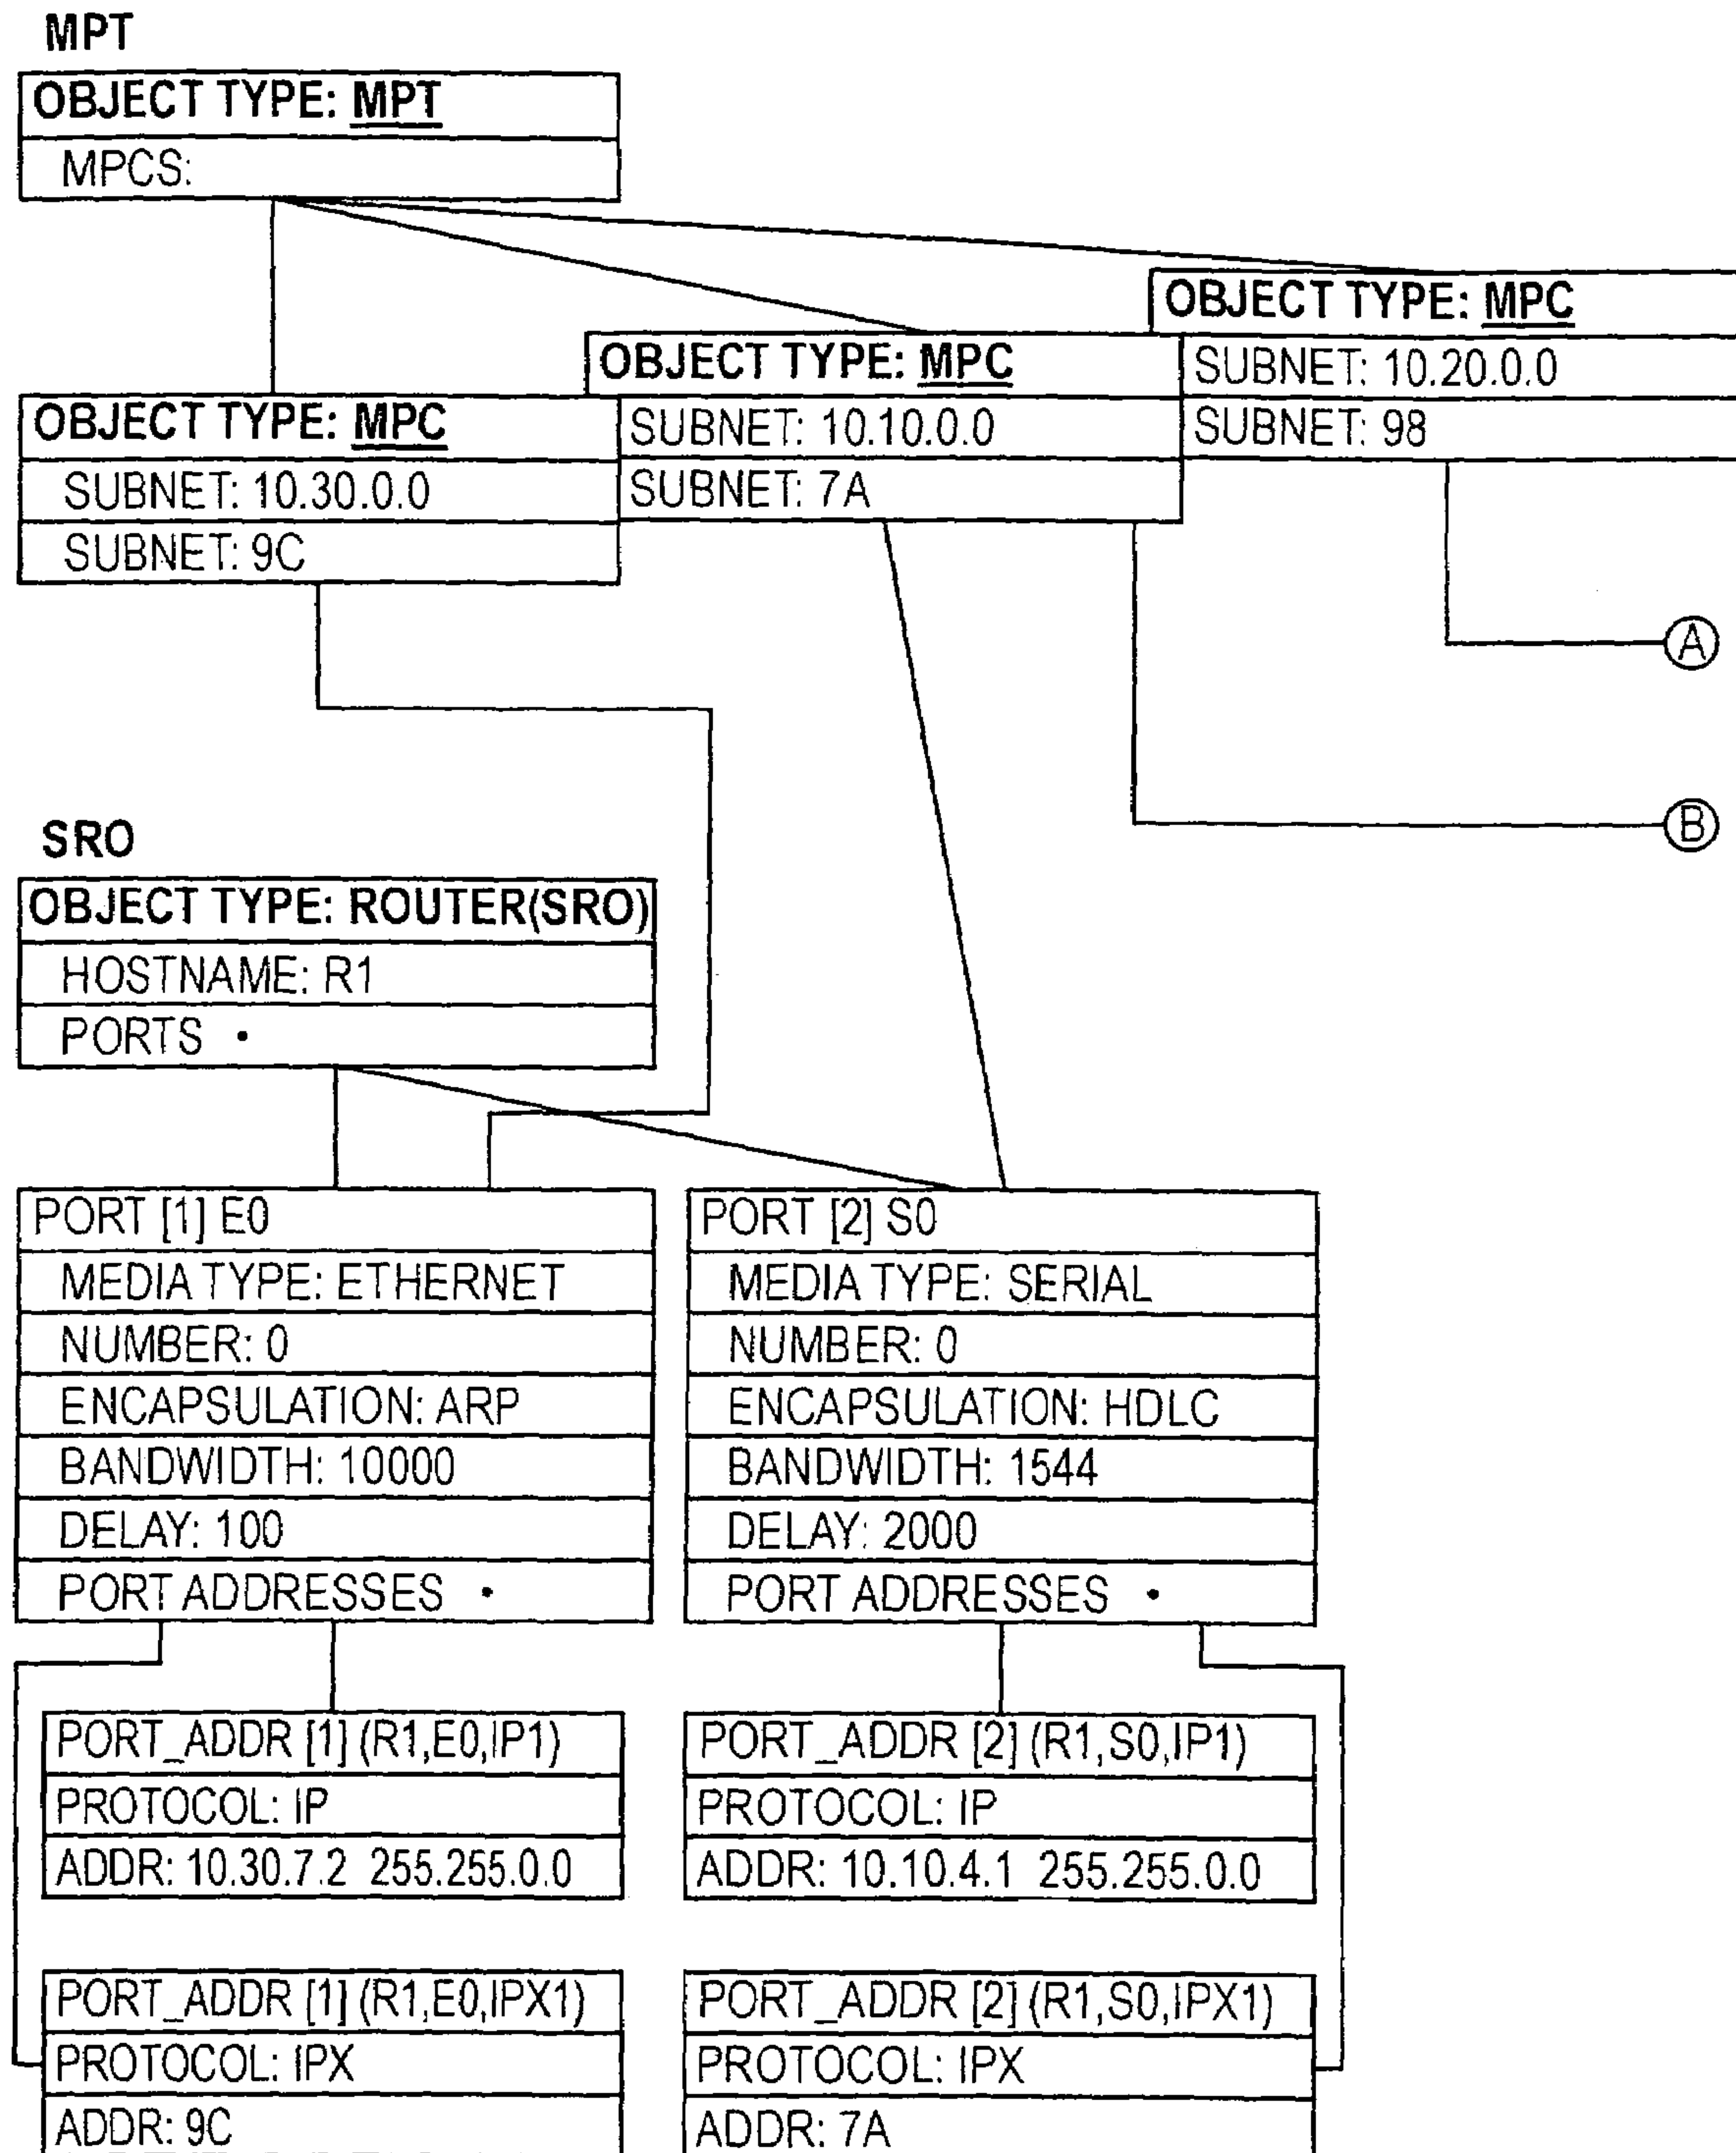 MPT
OBJECT TYPE: MPT
MPCS:
OBJECT TYPE: MPC
SUBNET: 10.20.0.0
SUBNET: 98
OBJECT TYPE: MPC
SUBNET: 10.10.0.0
SUBNET: 7A
OBJECT TYPE: MPC
SUBNET: 10.30.0.0
SUBNET: 9C
A
B
SRO
OBJECT TYPE: ROUTER(SRO)
HOSTNAME: R1
PORTS •
PORT [1] E0
MEDIA TYPE: ETHERNET
NUMBER: 0
ENCAPSULATION: ARP
BANDWIDTH: 10000
DELAY: 100
PORT ADDRESSES •
PORT [2] S0
MEDIA TYPE: SERIAL
NUMBER: 0
ENCAPSULATION: HDLC
BANDWIDTH: 1544
DELAY: 2000
PORT ADDRESSES •
PORT_ADDR [1] (R1,E0,IP1)
PROTOCOL: IP
ADDR: 10.30.7.2 255.255.0.0
PORT_ADDR [2] (R1,S0,IP1)
PROTOCOL: IP
ADDR: 10.10.4.1 255.255.0.0
PORT_ADDR [1] (R1,E0,IPX1)
PROTOCOL: IPX
ADDR: 9C
PORT_ADDR [2] (R1,S0,IPX1)
PROTOCOL: IPX
ADDR: 7A